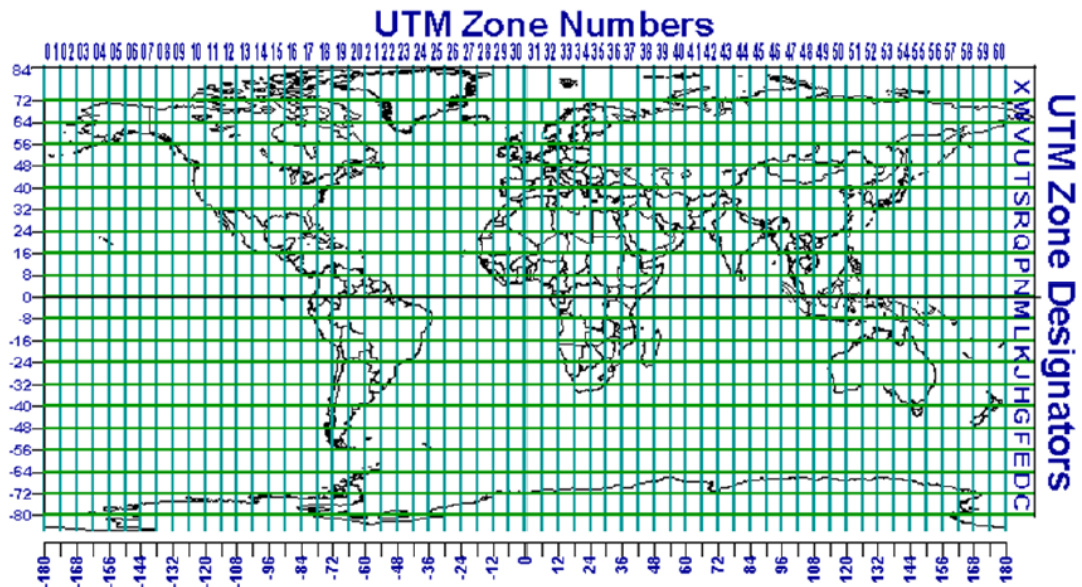 UTM Zone Numbers
01 02 03 04 05 06 07 08 09 10 11 12 13 14 15 16 17 18 19 20 21 22 23 24 25 26 27 28 29 30 31 32 33 34 35 36 37 38 39 40 41 42 43 44 45 46 47 48 49 50 51 52 53 54 55 56 57 58 59 60
84
72
64
56
48
40
32
24
16
8
0
-8
-16
-24
-32
-40
-48
-56
-64
-72
-80
X
W
V
U
T
S
R
Q
P
N
M
L
K
J
H
G
F
E
D
C
UTM Zone Designators
-180 -168 -156 -144 -132 -120 -108 -96 -84 -72 -60 -48 -36 -24 -12 0 12 24 36 48 60 72 84 96 108 120 132 144 156 168 180